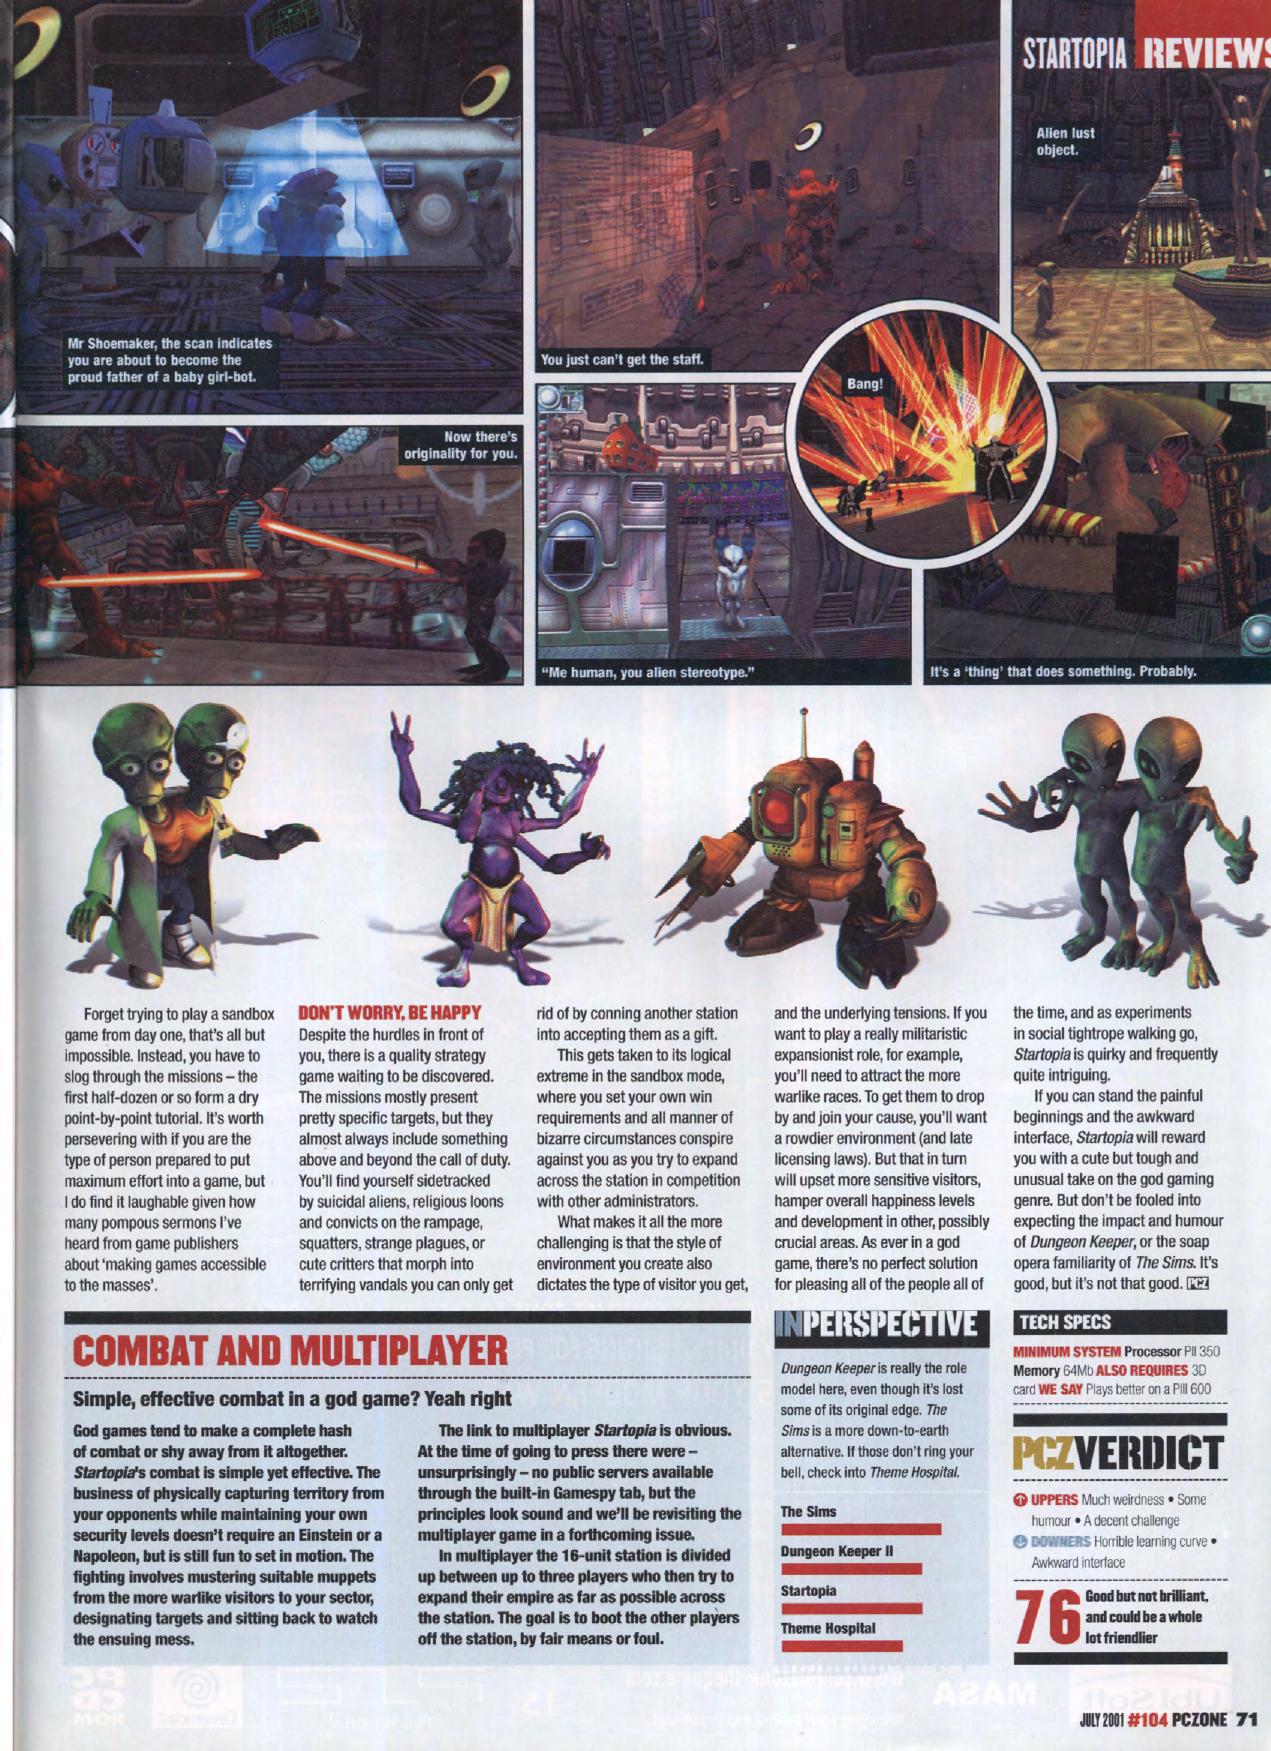 STARTOPIA REVIEWS
Alien lust
object.
Mr Shoemaker, the scan indicates
you are about to become the
proud father of a baby girl-bot.
You just can't get the staff.
Bang!
Now there's
originality for you.
"Me human, you alien stereotype."
It's a 'thing' that does something. Probably.
Forget trying to play a sandbox
game from day one, that's all but
impossible. Instead, you have to
slog through the missions – the
first half-dozen or so form a dry
point-by-point tutorial. It's worth
persevering with if you are the
type of person prepared to put
maximum effort into a game, but
I do find it laughable given how
many pompous sermons I've
heard from game publishers
about 'making games accessible
to the masses'.
DON'T WORRY, BE HAPPY
Despite the hurdles in front of
you, there is a quality strategy
game waiting to be discovered.
The missions mostly present
pretty specific targets, but they
almost always include something
above and beyond the call of duty.
You'll find yourself sidetracked
by suicidal aliens, religious loons
and convicts on the rampage,
squatters, strange plagues, or
cute critters that morph into
terrifying vandals you can only get
rid of by conning another station
into accepting them as a gift.
This gets taken to its logical
extreme in the sandbox mode,
where you set your own win
requirements and all manner of
bizarre circumstances conspire
against you as you try to expand
across the station in competition
with other administrators.
What makes it all the more
challenging is that the style of
environment you create also
dictates the type of visitor you get,
and the underlying tensions. If you
want to play a really militaristic
expansionist role, for example,
you'll need to attract the more
warlike races. To get them to drop
by and join your cause, you'll want
a rowdier environment (and late
licensing laws). But that in turn
will upset more sensitive visitors,
hamper overall happiness levels
and development in other, possibly
crucial areas. As ever in a god
game, there's no perfect solution
for pleasing all of the people all of
the time, and as experiments
in social tightrope walking go,
Startopia is quirky and frequently
quite intriguing.
If you can stand the painful
beginnings and the awkward
interface, Startopia will reward
you with a cute but tough and
unusual take on the god gaming
genre. But don't be fooled into
expecting the impact and humour
of Dungeon Keeper, or the soap
opera familiarity of The Sims. It's
good, but it's not that good. PCZ
COMBAT AND MULTIPLAYER
Simple, effective combat in a god game? Yeah right
God games tend to make a complete hash
of combat or shy away from it altogether.
Startopia's combat is simple yet effective. The
business of physically capturing territory from
your opponents while maintaining your own
security levels doesn't require an Einstein or a
Napoleon, but is still fun to set in motion. The
fighting involves mustering suitable muppets
from the more warlike visitors to your sector,
designating targets and sitting back to watch
the ensuing mess.
The link to multiplayer Startopia is obvious.
At the time of going to press there were –
unsurprisingly – no public servers available
through the built-in Gamespy tab, but the
principles look sound and we'll be revisiting the
multiplayer game in a forthcoming issue.
In multiplayer the 16-unit station is divided
up between up to three players who then try to
expand their empire as far as possible across
the station. The goal is to boot the other players
off the station, by fair means or foul.
INPERSPECTIVE
Dungeon Keeper is really the role
model here, even though it's lost
some of its original edge. The
Sims is a more down-to-earth
alternative. If those don't ring your
bell, check into Theme Hospital.
The Sims
Dungeon Keeper II
Startopia
Theme Hospital
TECH SPECS
MINIMUM SYSTEM Processor PII 350
Memory 64Mb ALSO REQUIRES 3D
card WE SAY Plays better on a PIII 600
PCZVERDICT
UPPERS Much weirdness • Some
humour • A decent challenge
DOWNERS Horrible learning curve •
Awkward interface
76
Good but not brilliant,
and could be a whole
lot friendlier
JULY 2001 #104 PCZONE 71